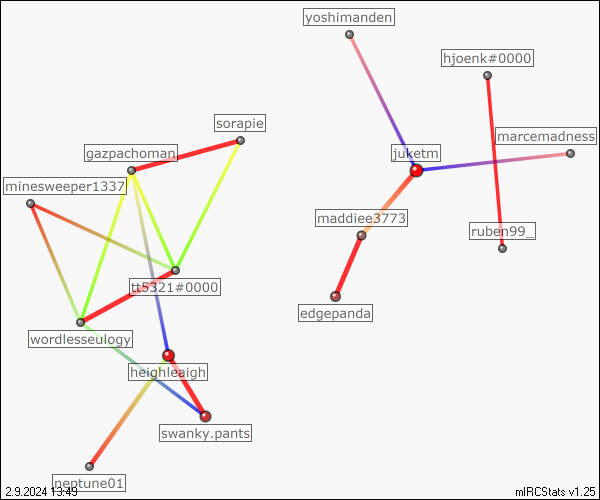 yoshimanden
hjoenk#0000
sorapie
marcemadness
gazpachoman
juketm
minesweeper1337
maddiee3773
ruben99_
tt5321#0000
edgepanda
wordlesseulogy
heighleaigh
swanky.pants
neptune01
2.9.2024 13:49
mIRCStats v1.25